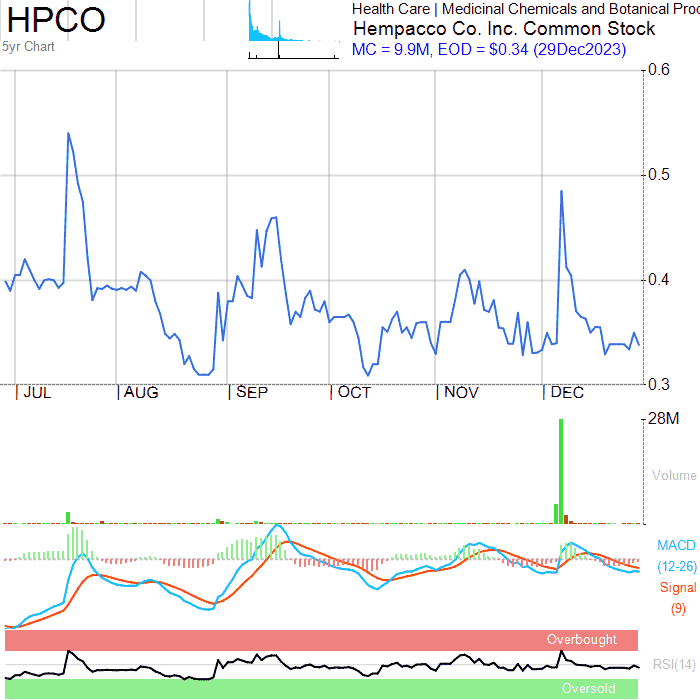 HPCO
5yr Chart
Health Care | Medicinal Chemicals and Botanical Prod
Hempacco Co. Inc. Common Stock
MC = 9.9M, EOD = $0.34 (29Dec2023)
0.6
0.5
0.4
0.3
JUL AUG SEP OCT NOV DEC
28M
Volume
MACD
(12-26)
Signal
(9)
Overbought
RSI(14)
Oversold